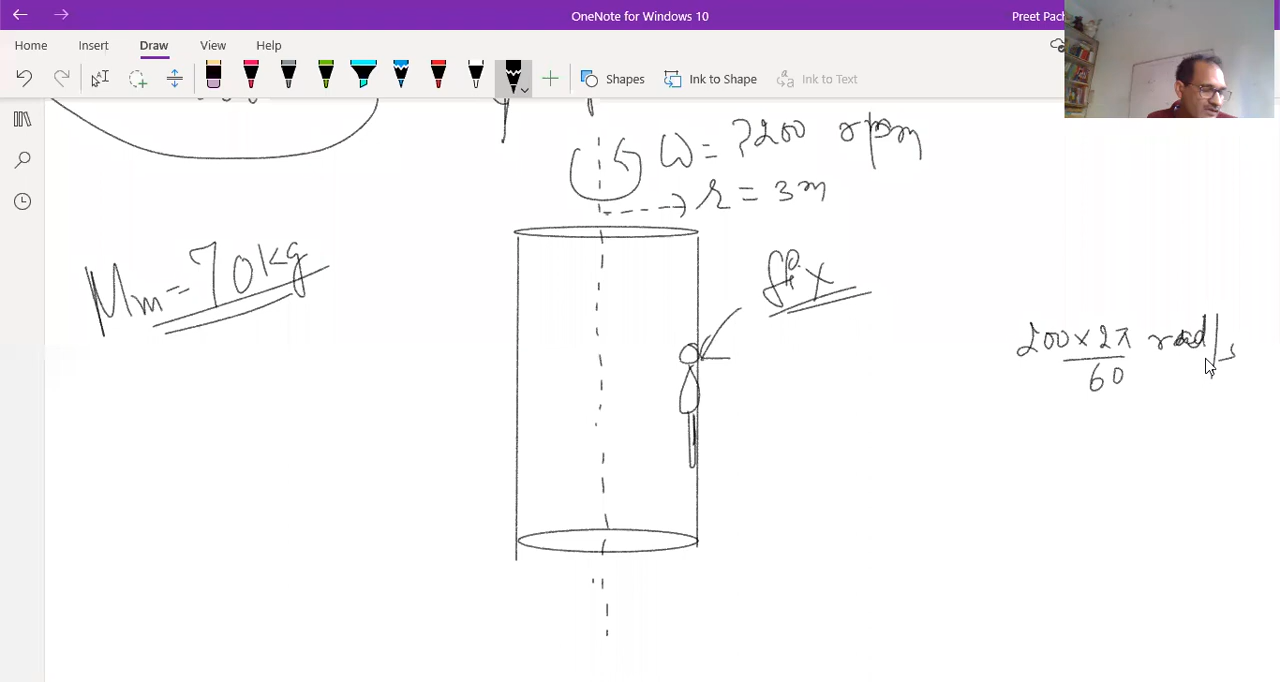 OneNote for Windows 10
Preet Pach
Home Insert Draw View Help
Shapes Ink to Shape Ink to Text
ω = ?200 rpm
r = 3m
Mm = 70kg
fix
200 × 2π rad/s
60